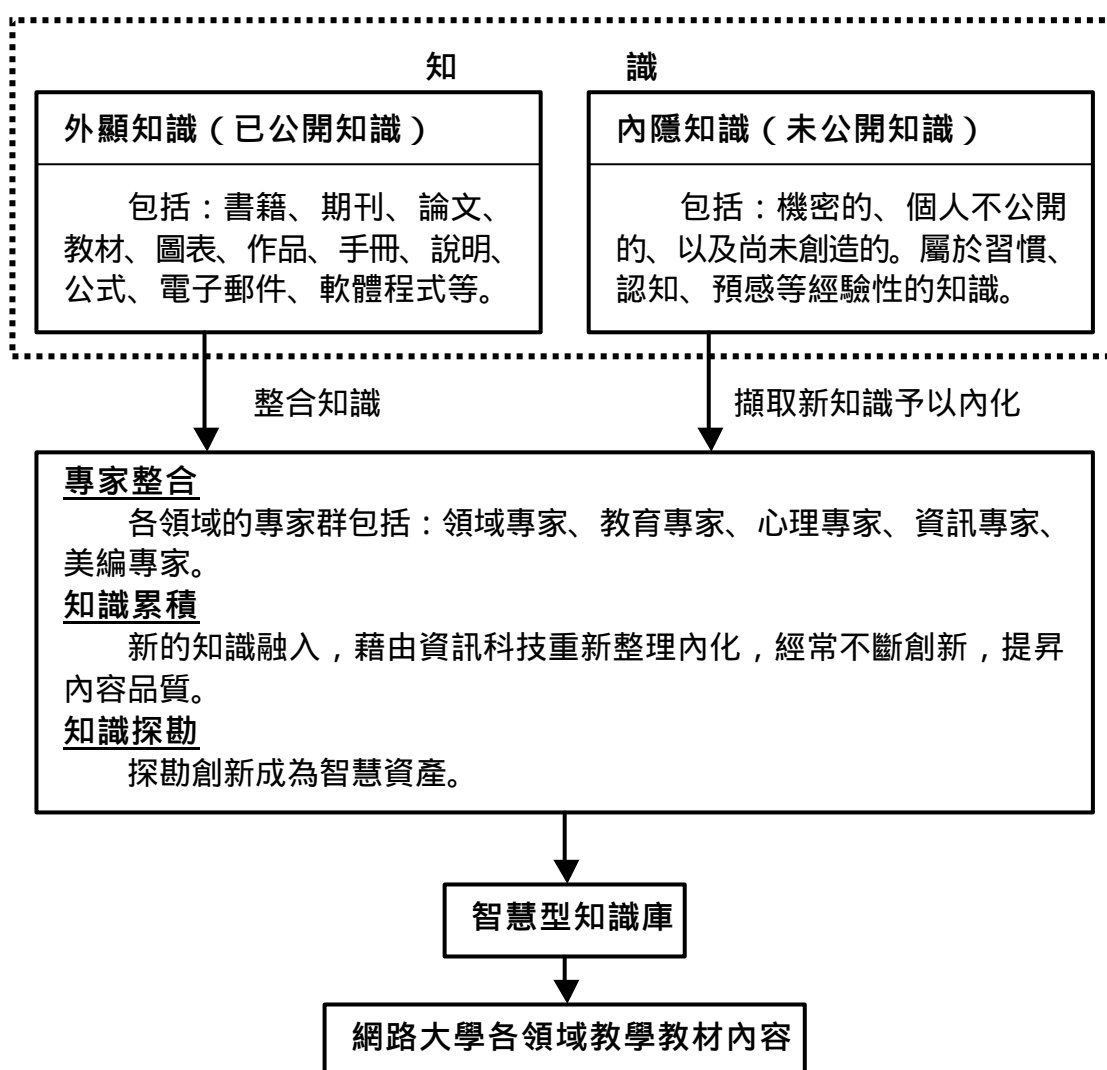 知 識
外顯知識(已公開知識)
包括:書籍、期刊、論文、
教材、圖表、作品、手冊、說明、
公式、電子郵件、軟體程式等。
內隱知識(未公開知識)
包括:機密的、個人不公開
的、以及尚未創造的。屬於習慣、
認知、預感等經驗性的知識。
整合知識
擷取新知識予以內化
專家整合
各領域的專家群包括:領域專家、教育專家、心理專家、資訊專家、
美編專家。
知識累積
新的知識融入,藉由資訊科技重新整理內化,經常不斷創新,提昇
內容品質。
知識探勘
探勘創新成為智慧資產。
智慧型知識庫
網路大學各領域教學教材內容